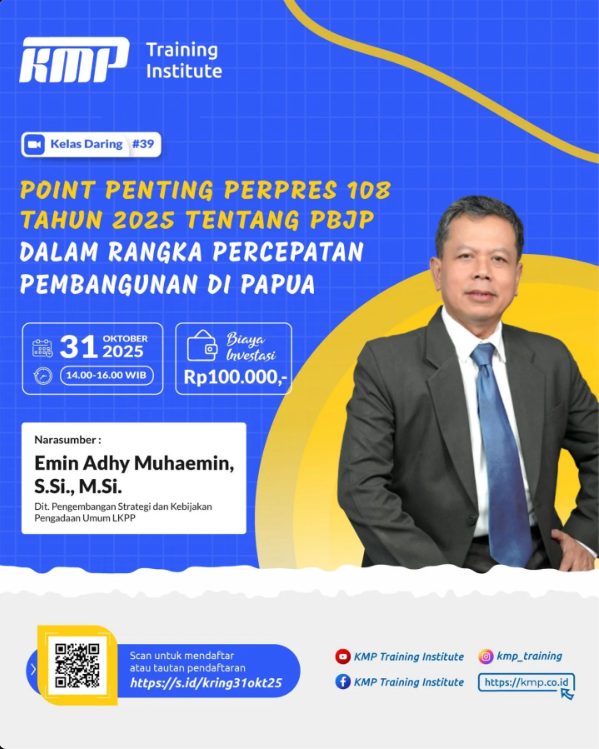 KMP Training
Institute
Kelas Daring #39
POINT PENTING PERPRES 108
TAHUN 2025 TENTANG PBJP
DALAM RANGKA PERCEPATAN
PEMBANGUNAN DI PAPUA
31 OKTOBER
2025
14.00-16.00 WIB
Biaya
Investasi
Rp100.000,-
Narasumber :
Emin Adhy Muhaemin,
S.Si., M.Si.
Dit. Pengembangan Strategi dan Kebijakan
Pengadaan Umum LKPP
Scan untuk mendaftar
atau tautan pendaftaran
https://s.id/kring31okt25
KMP Training Institute
kmp_training
KMP Training Institute
https://kmp.co.id